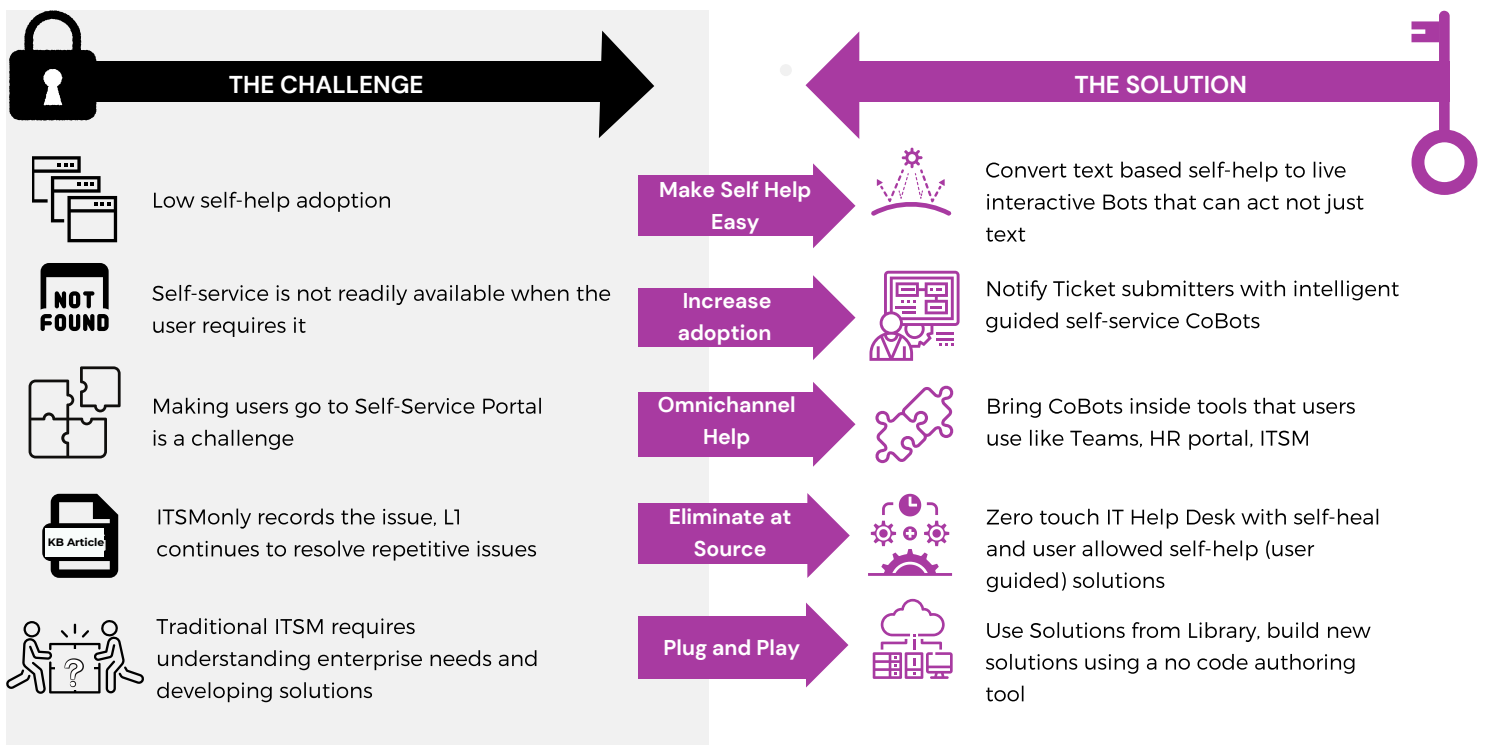 THE CHALLENGE
THE SOLUTION
Low self-help adoption
Make Self Help
Easy
Convert text based self-help to live
interactive Bots that can act not just
text
NOT
FOUND
Self-service is not readily available when the
user requires it
Increase
adoption
Notify Ticket submitters with intelligent
guided self-service CoBots
Making users go to Self-Service Portal
is a challenge
Omnichannel
Help
Bring CoBots inside tools that users
use like Teams, HR portal, ITSM
KB Article
ITSMonly records the issue, L1
continues to resolve repetitive issues
Eliminate at
Source
Zero touch IT Help Desk with self-heal
and user allowed self-help (user
guided) solutions
?
Traditional ITSM requires
understanding enterprise needs and
developing solutions
Plug and Play
Use Solutions from Library, build new
solutions using a no code authoring
tool